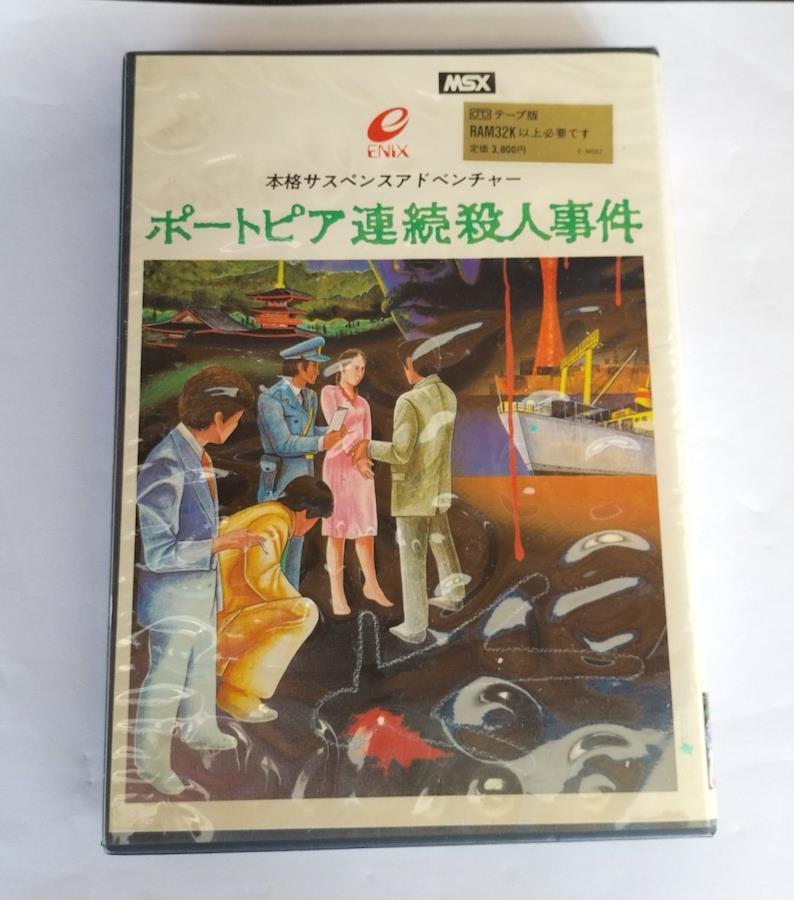 MSX
テープ版
RAM32K以上必要です
定価 3,800円
ENIX
本格サスペンスアドベンチャー
ポートピア連続殺人事件